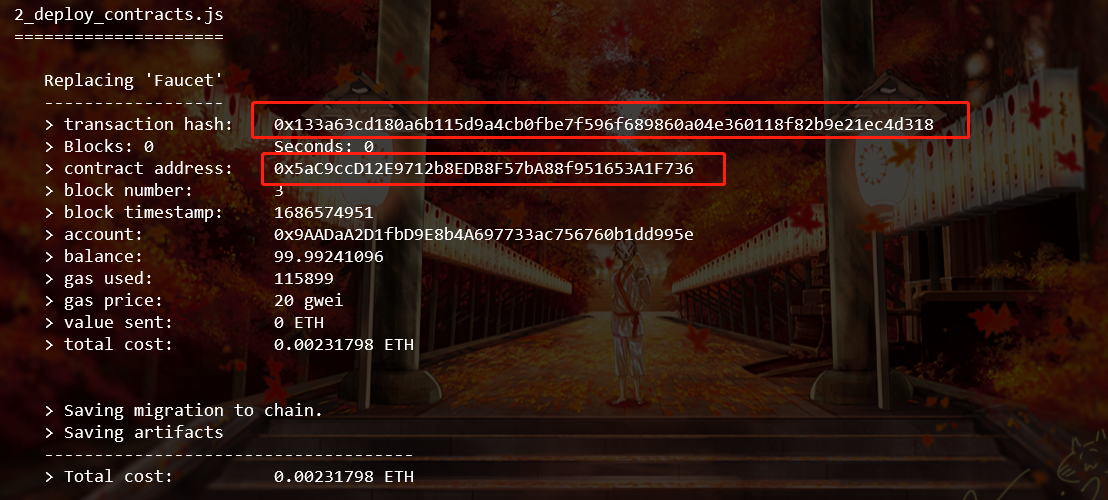 2_deploy_contracts.js
=====================
Replacing 'Faucet'
------------------
> transaction hash: 0x133a63cd180a6b115d9a4cb0fbe7f596f689860a04e360118f82b9e21ec4d318
> Blocks: 0 Seconds: 0
> contract address: 0x5aC9ccD12E9712b8EDB8F57bA88f951653A1F736
> block number: 3
> block timestamp: 1686574951
> account: 0x9AADaA2D1fbD9E8b4A697733ac756760b1dd995e
> balance: 99.99241096
> gas used: 115899
> gas price: 20 gwei
> value sent: 0 ETH
> total cost: 0.00231798 ETH
> Saving migration to chain.
> Saving artifacts
-------------------------------------
> Total cost: 0.00231798 ETH